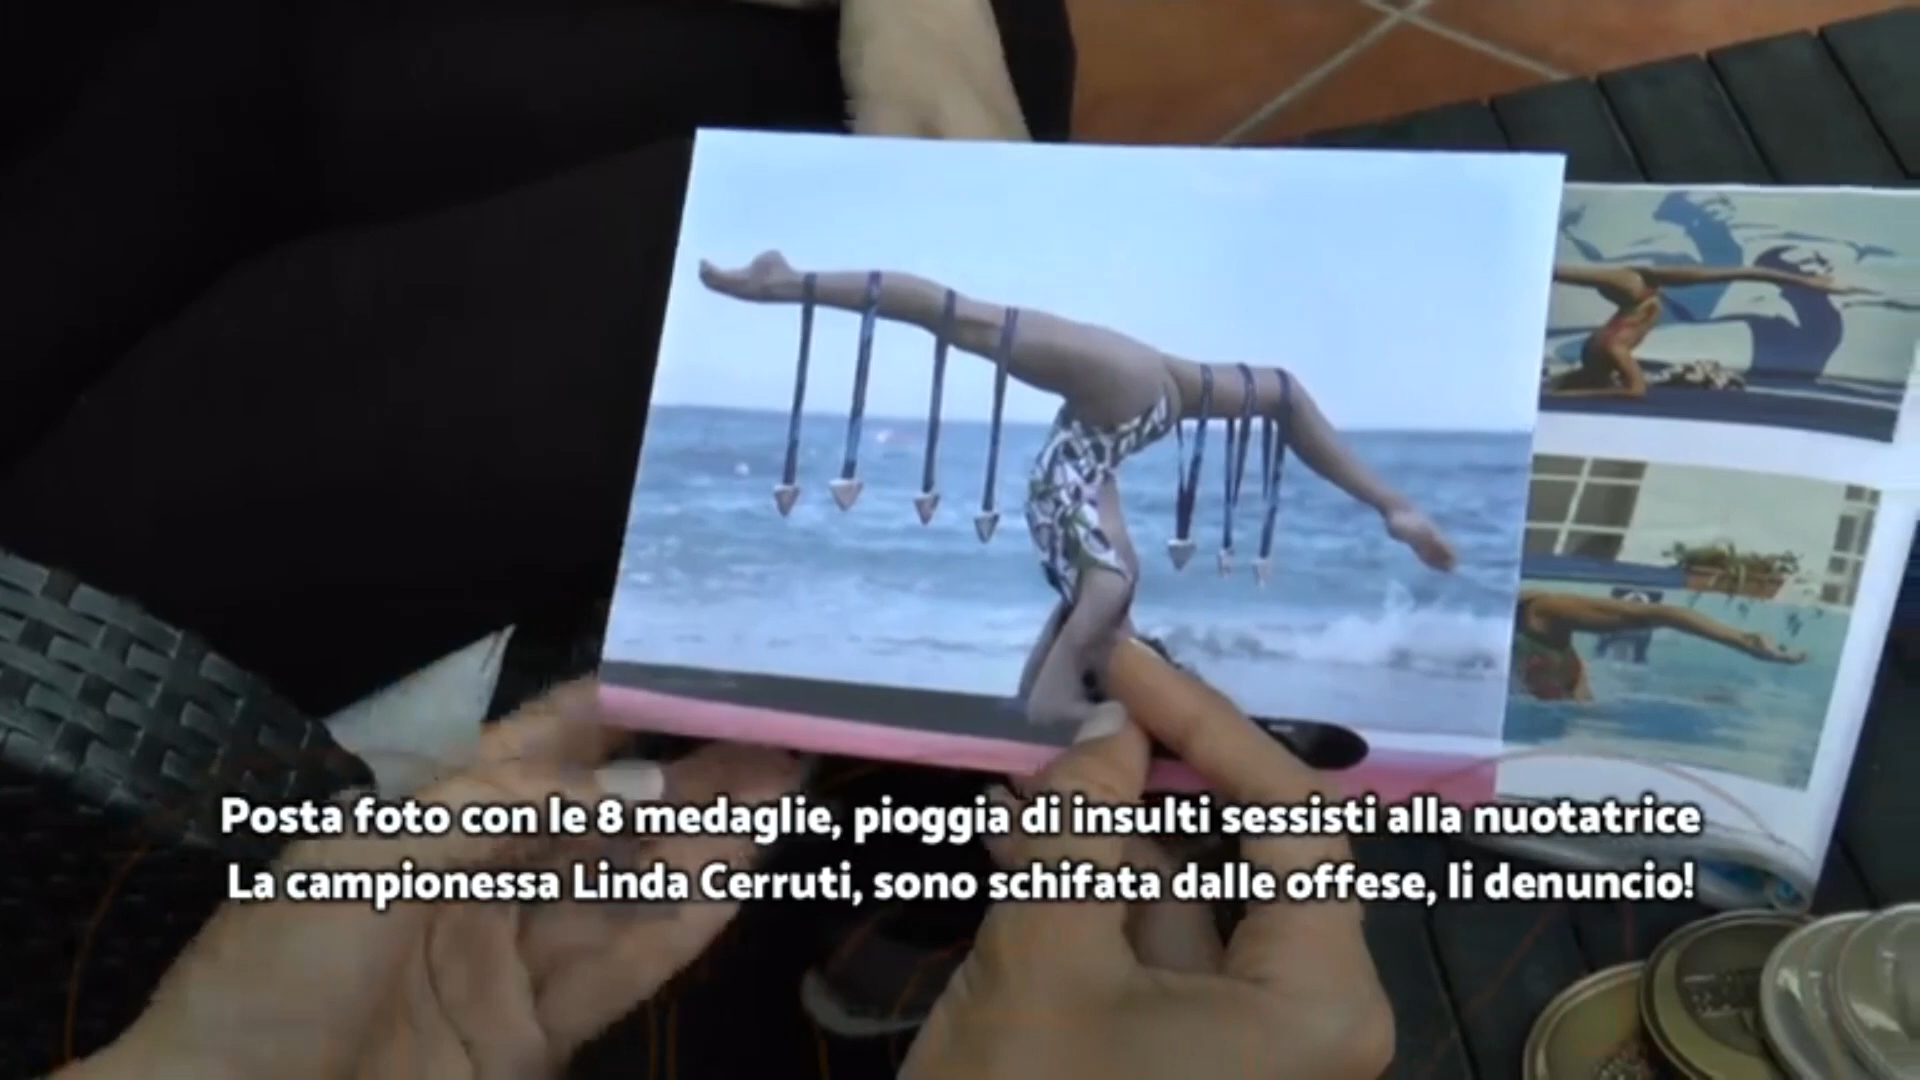 Posta foto con le 8 medaglie, pioggia di insulti sessisti alla nuotatrice
La campionessa Linda Cerruti, sono schifata dalle offese, li denuncio!